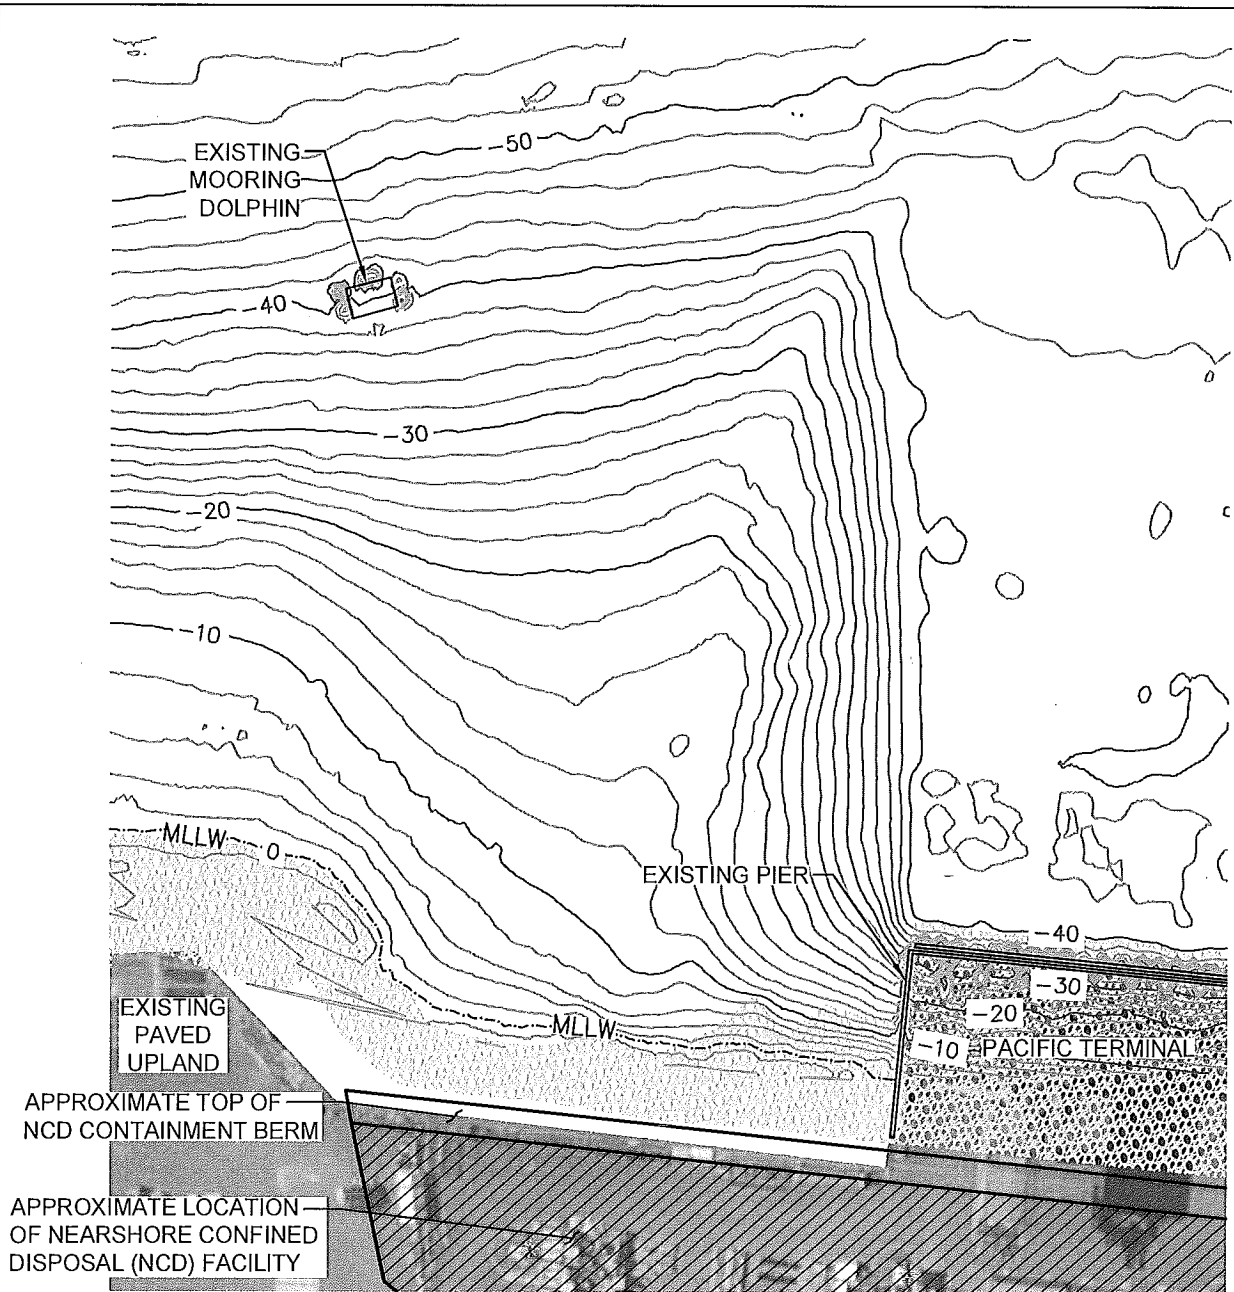 -50
EXISTING
MOORING
DOLPHIN
-40
-30
-20
-10
MLLW
0
EXISTING PIER
-40
-30
-20
-10
PACIFIC TERMINAL
MLLW
EXISTING
PAVED
UPLAND
APPROXIMATE TOP OF
NCD CONTAINMENT BERM
APPROXIMATE LOCATION
OF NEARSHORE CONFINED
DISPOSAL (NCD) FACILITY